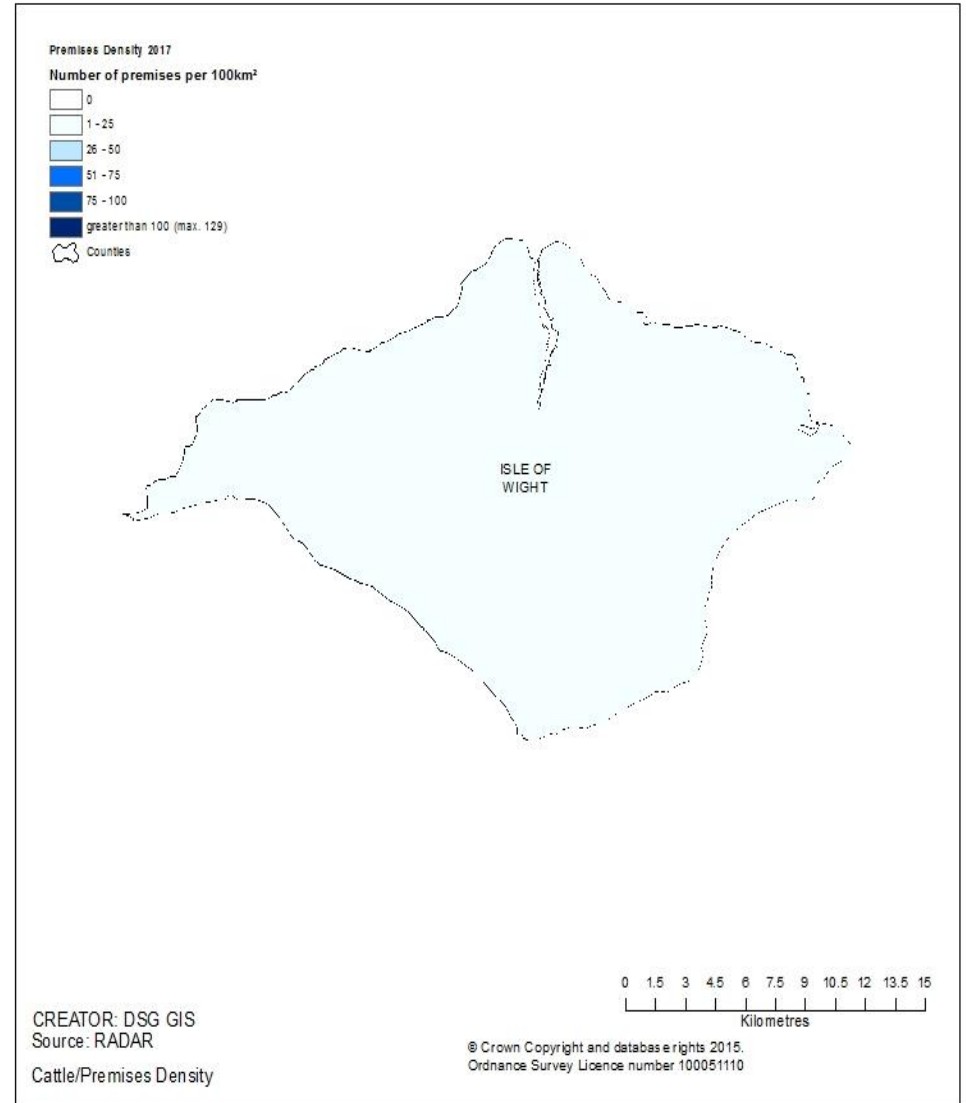 Premises Density 2017
Number of premises per 100km²
0
1 - 25
26 - 50
51 - 75
75 - 100
greater than 100 (max. 129)
Counties
ISLE OF
WIGHT
0 1.5 3 4.5 6 7.5 9 10.5 12 13.5 15
Kilometres
CREATOR: DSG GIS
Source: RADAR
Cattle/Premises Density
© Crown Copyright and database rights 2015.
Ordnance Survey Licence number 100051110